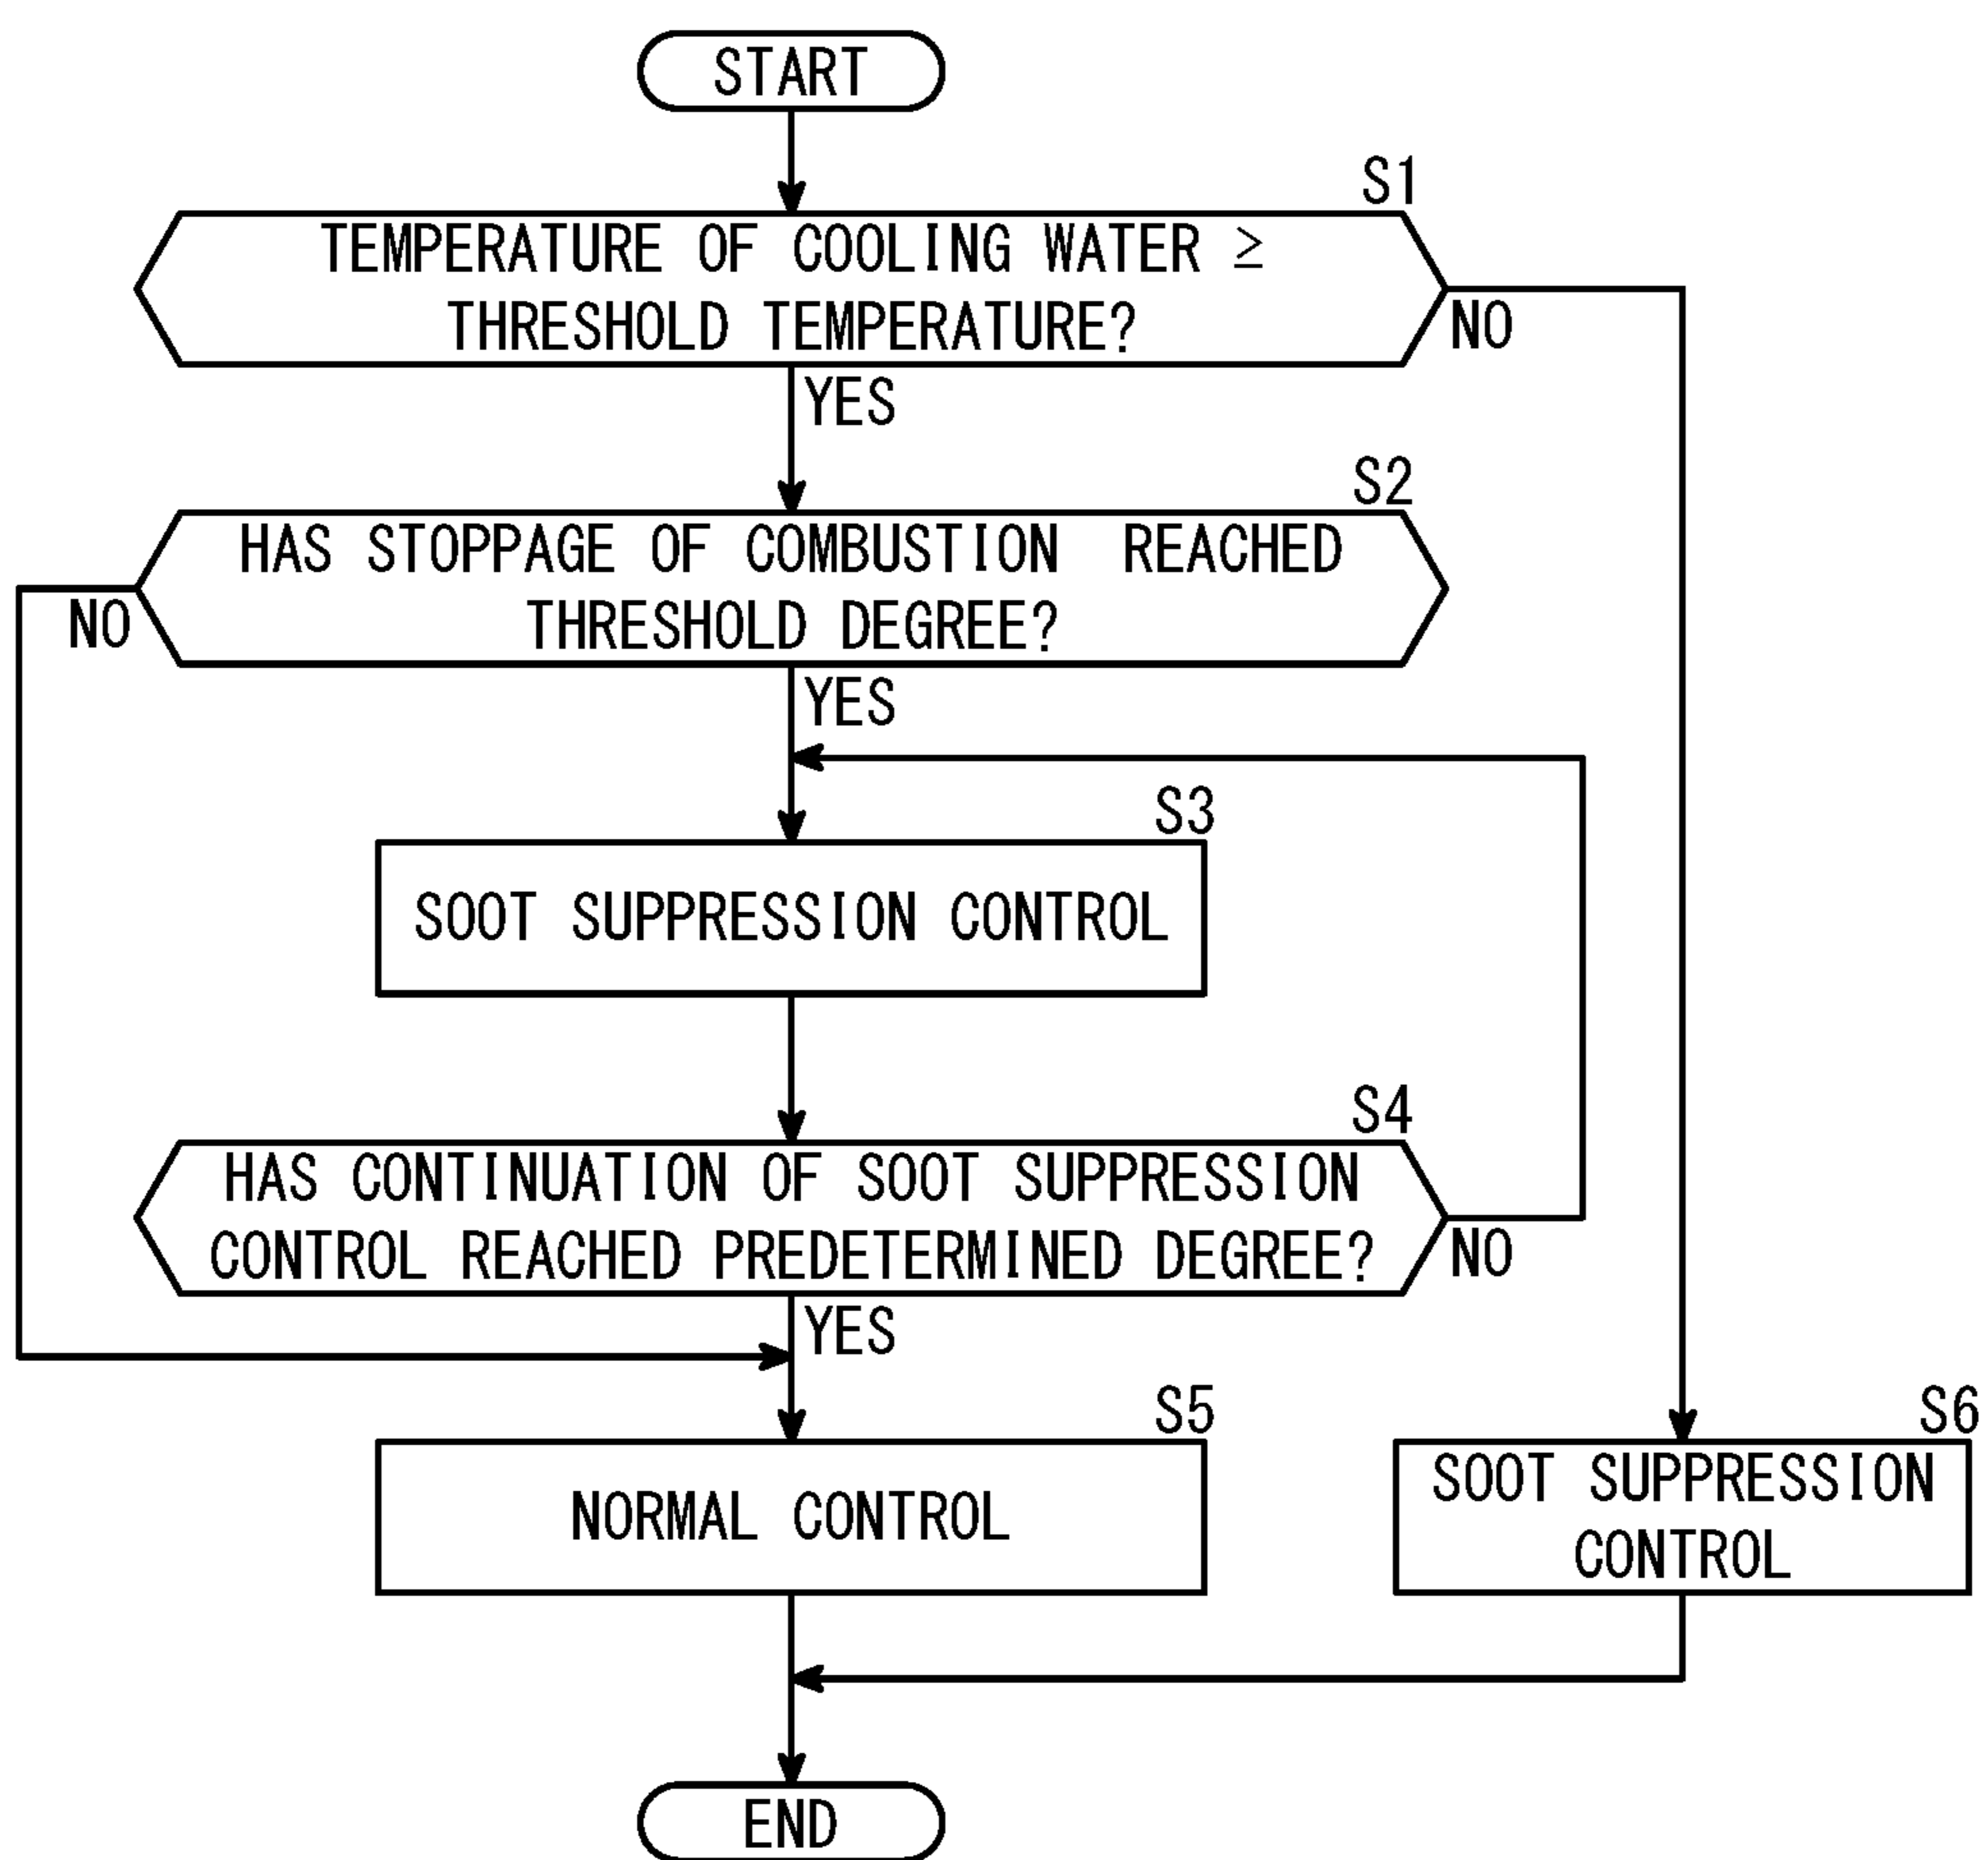 START
S1
TEMPERATURE OF COOLING WATER ≥
THRESHOLD TEMPERATURE?
NO
YES
S2
HAS STOPPAGE OF COMBUSTION REACHED
THRESHOLD DEGREE?
NO
YES
S3
SOOT SUPPRESSION CONTROL
S4
HAS CONTINUATION OF SOOT SUPPRESSION
CONTROL REACHED PREDETERMINED DEGREE?
NO
YES
S5
NORMAL CONTROL
S6
SOOT SUPPRESSION
CONTROL
END